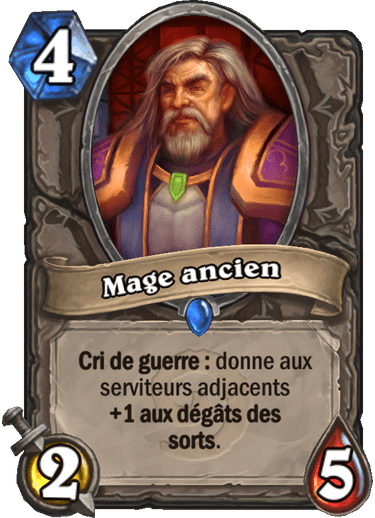 4
Mage ancien
Cri de guerre : donne aux
serviteurs adjacents
+1 aux dégâts des
sorts.
2
5